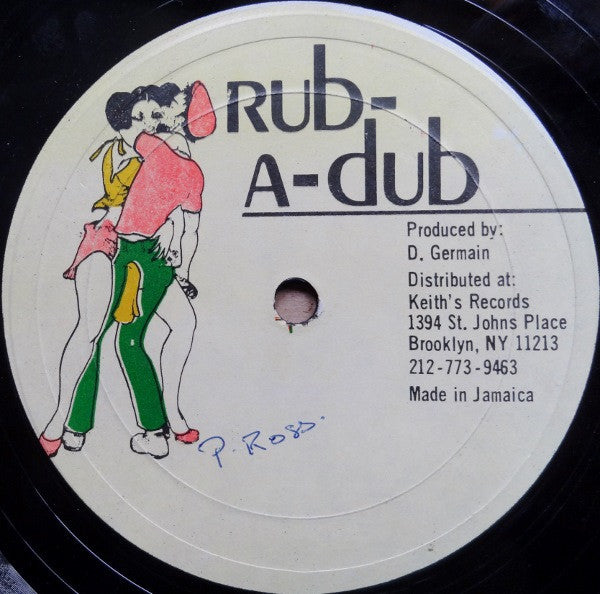 Rub-
A-dub
Produced by:
D. Germain
Distributed at:
Keith's Records
1394 St. Johns Place
Brooklyn, NY 11213
212-773-9463
Made in Jamaica
P. Ross.